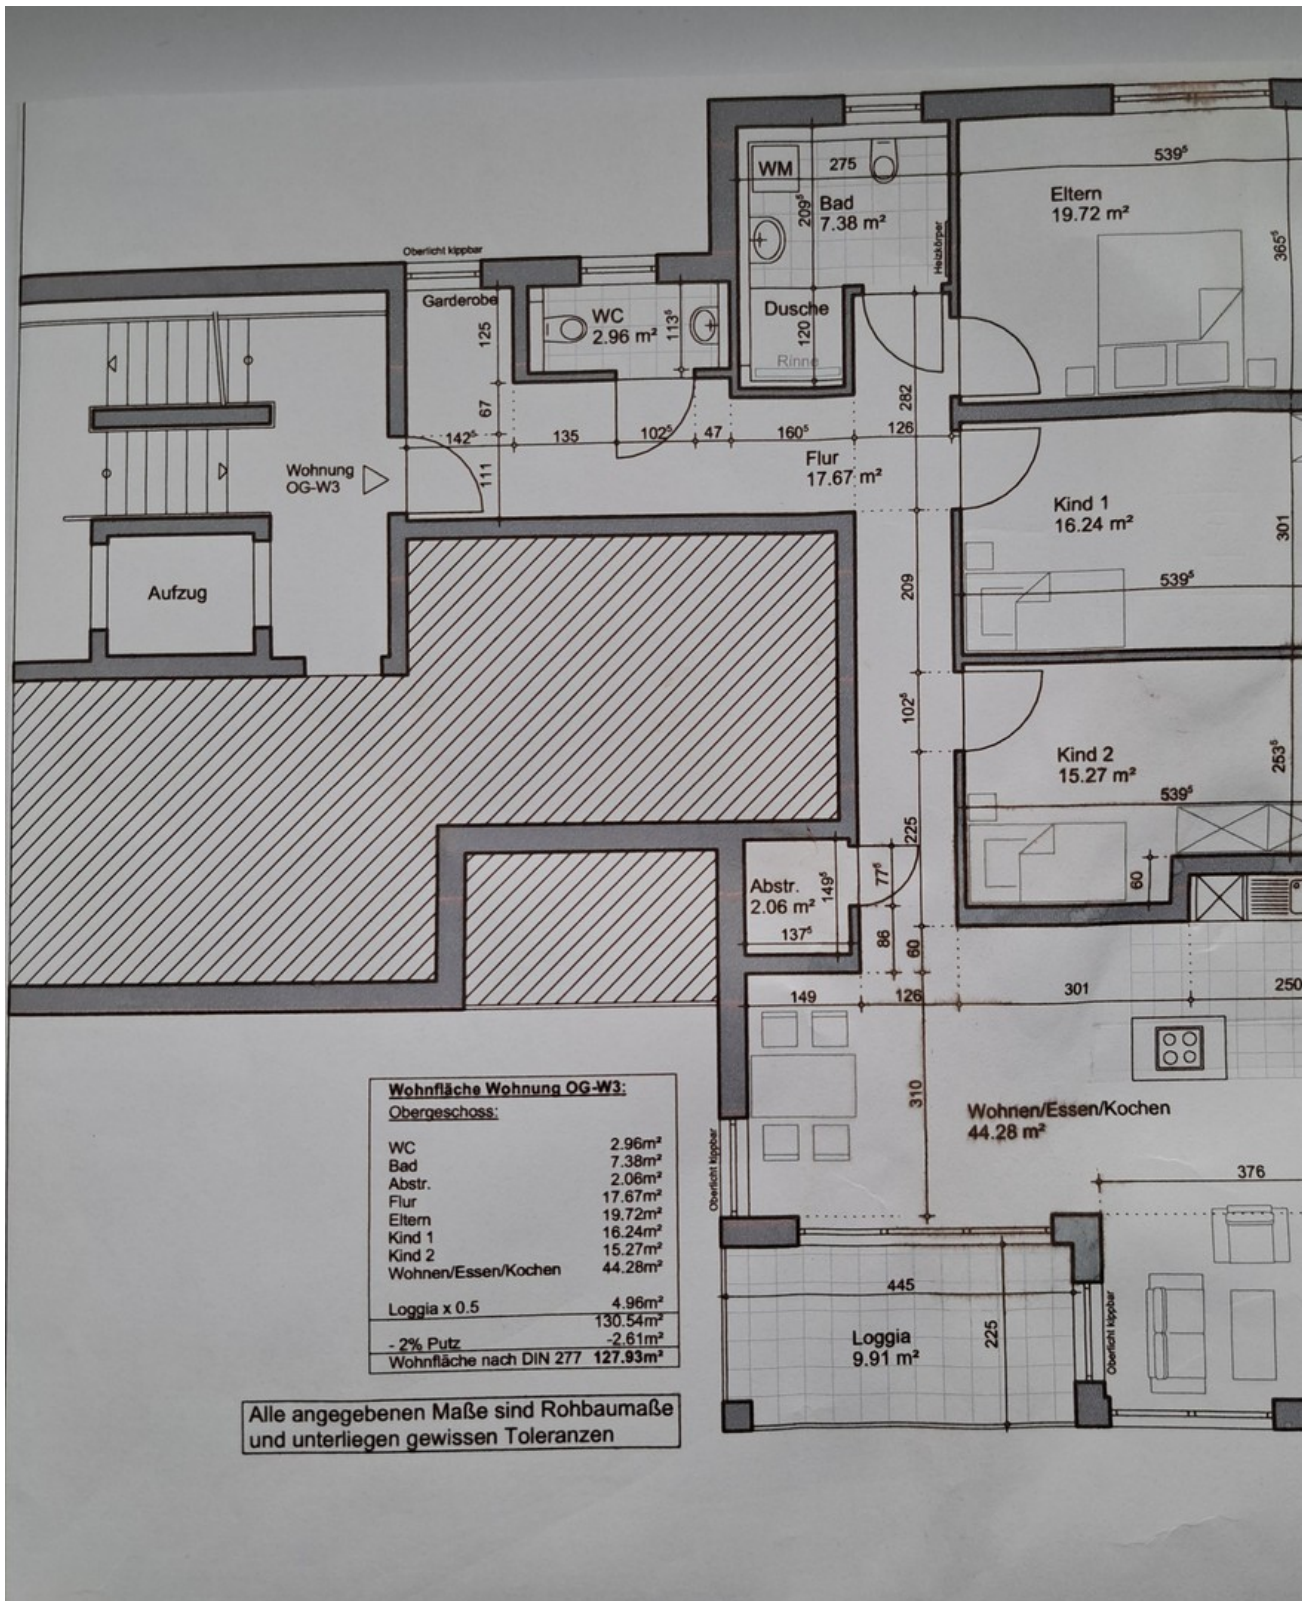 539⁵
WM
275
Eltern
19.72 m²
209⁵
Bad
7.38 m²
365⁵
Heizkörper
Oberlicht kippbar
Garderobe
WC
2.96 m²
113⁵
125
Dusche
120
Rinne
282
67
142⁵
135
102⁵
47
160⁵
126
111
Flur
17.67 m²
Wohnung
OG-W3
Kind 1
16.24 m²
301
539⁵
Aufzug
209
102⁵
Kind 2
15.27 m²
253⁵
539⁵
225
60
Abstr.
2.06 m²
149⁵
77⁵
137⁵
86
60
149
126
301
250
310
Wohnen/Essen/Kochen
44.28 m²
Oberlicht kippbar
376
445
225
Loggia
9.91 m²
Oberlicht kippbar
Wohnfläche Wohnung OG-W3:
Obergeschoss:
WC 2.96m²
Bad 7.38m²
Abstr. 2.06m²
Flur 17.67m²
Eltern 19.72m²
Kind 1 16.24m²
Kind 2 15.27m²
Wohnen/Essen/Kochen 44.28m²
Loggia x 0.5 4.96m²
130.54m²
- 2% Putz -2.61m²
Wohnfläche nach DIN 277 127.93m²
Alle angegebenen Maße sind Rohbaumaße
und unterliegen gewissen Toleranzen